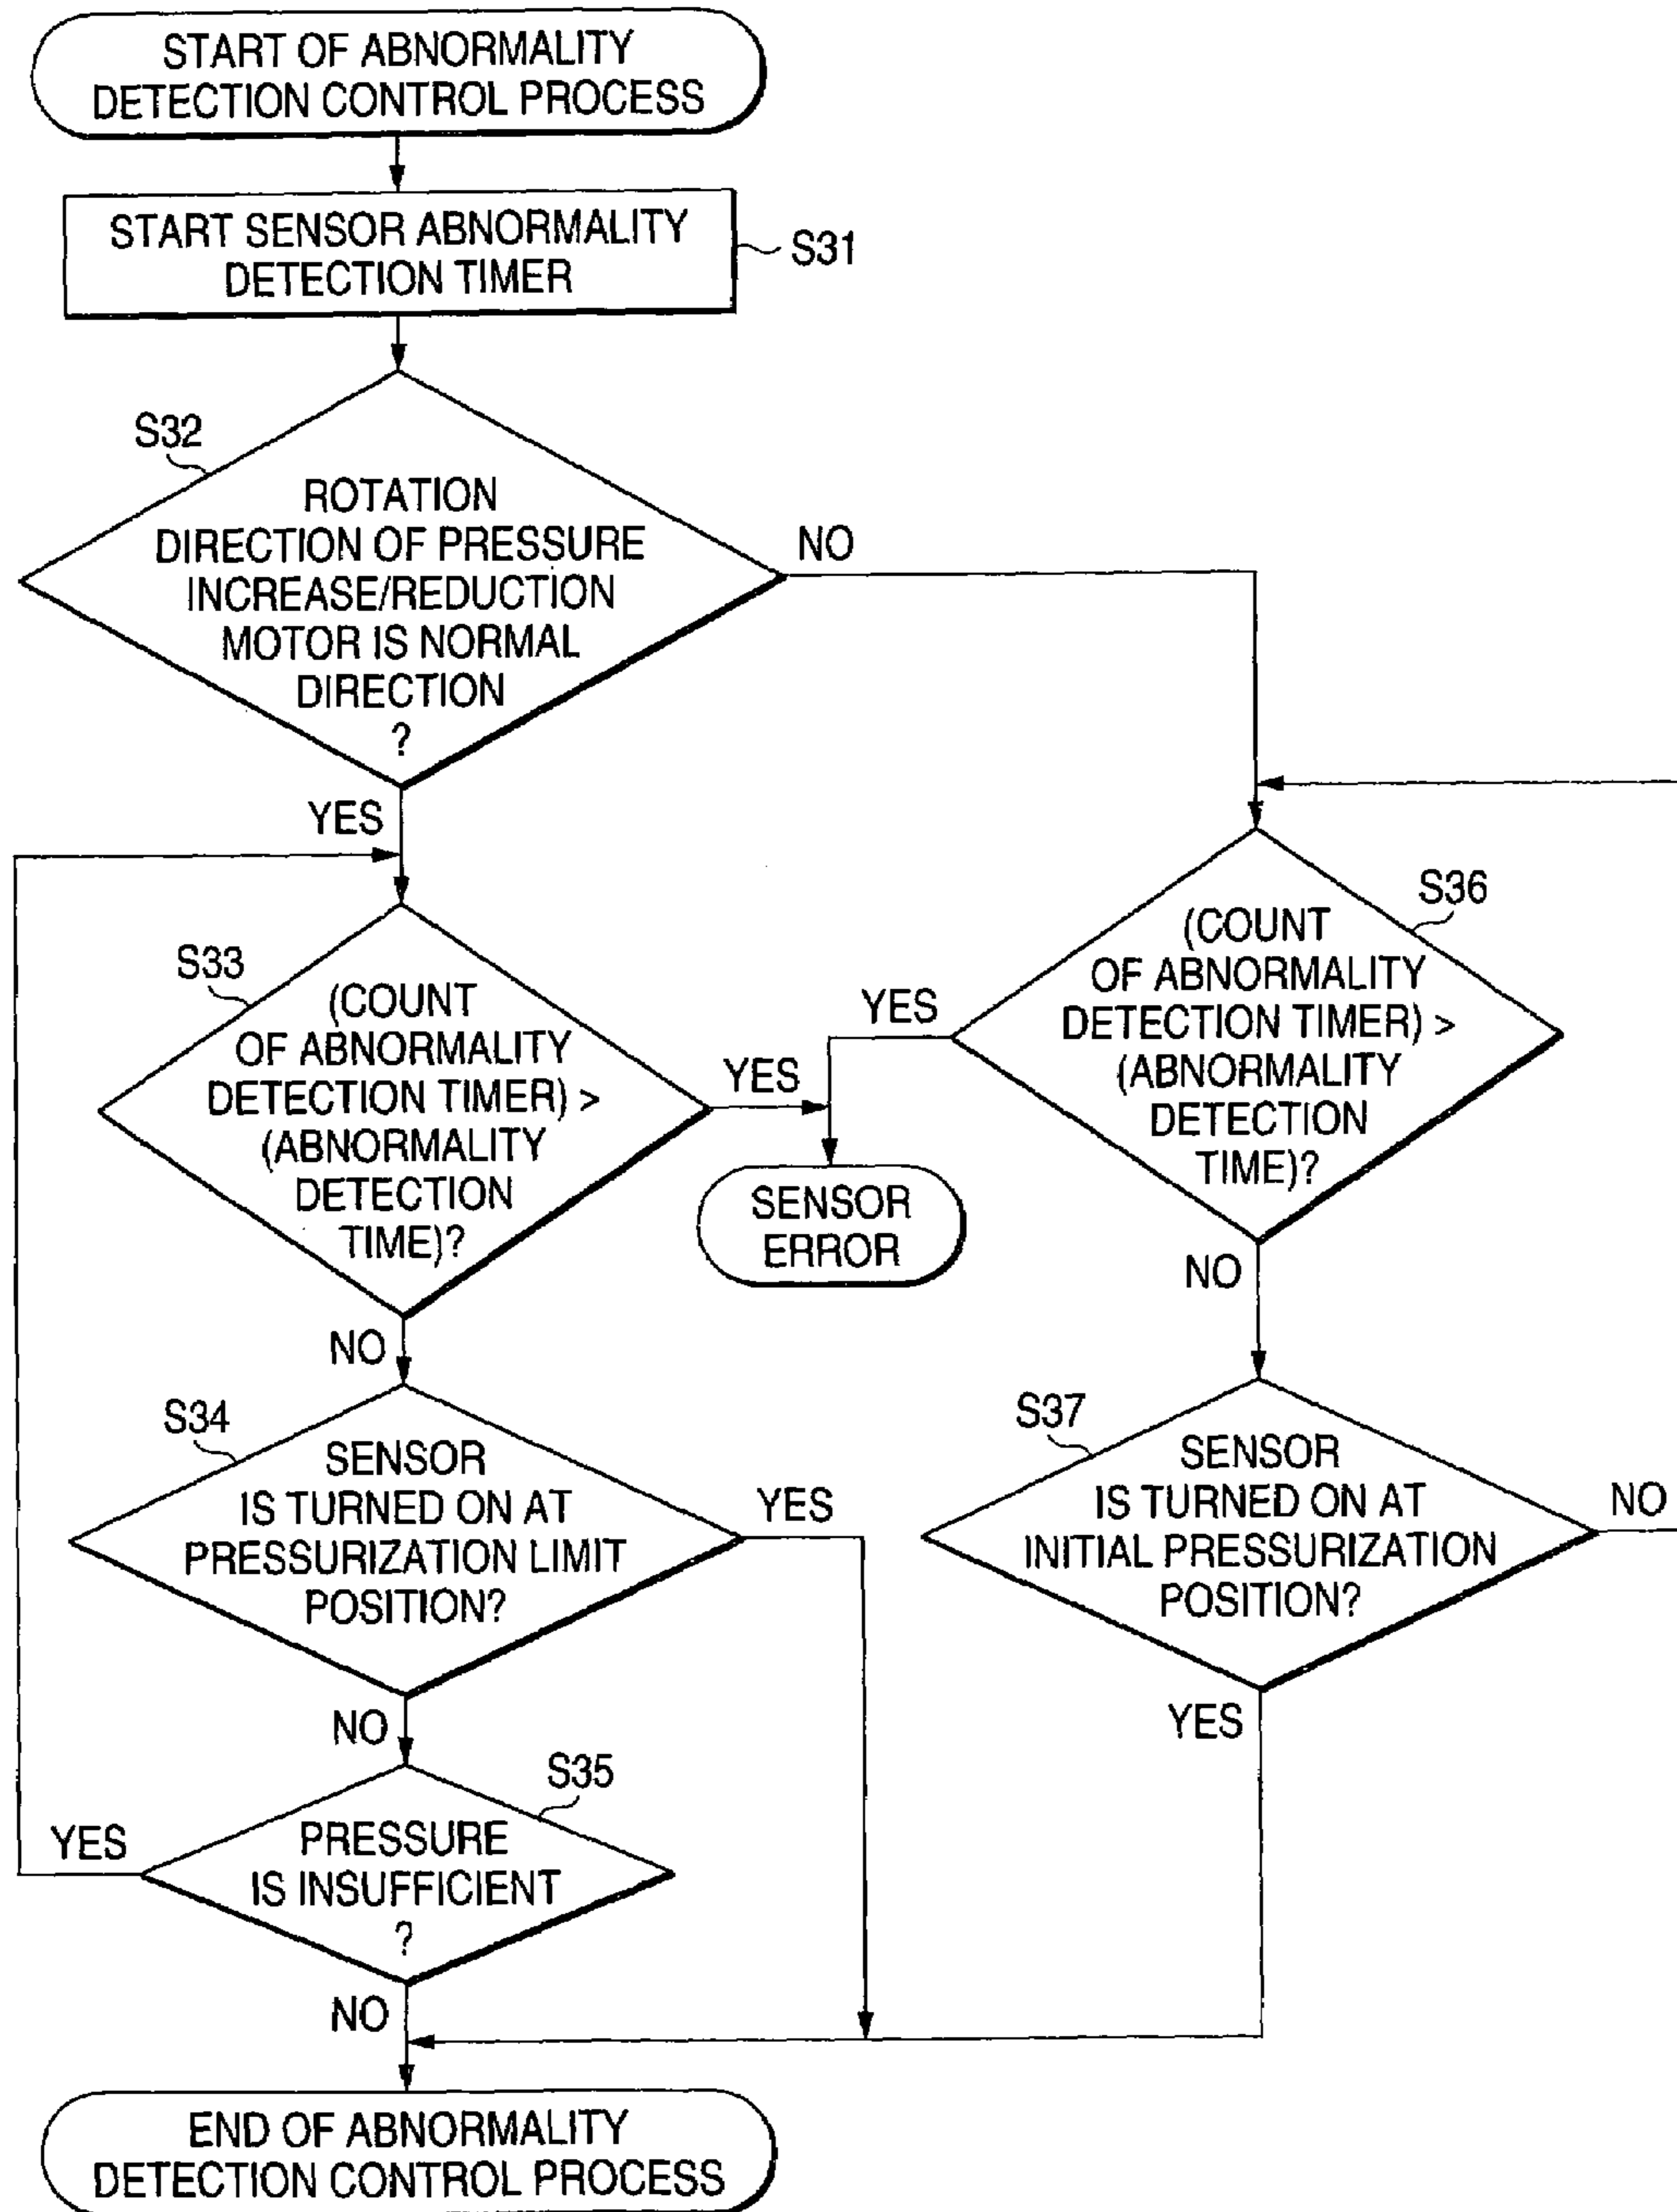 START OF ABNORMALITY
DETECTION CONTROL PROCESS
START SENSOR ABNORMALITY
DETECTION TIMER
S31
S32
ROTATION
DIRECTION OF PRESSURE
INCREASE/REDUCTION
MOTOR IS NORMAL
DIRECTION
?
NO
YES
S33
(COUNT
OF ABNORMALITY
DETECTION TIMER) >
(ABNORMALITY
DETECTION
TIME)?
YES
NO
SENSOR
ERROR
S36
(COUNT
OF ABNORMALITY
DETECTION TIMER) >
(ABNORMALITY
DETECTION
TIME)?
YES
NO
S34
SENSOR
IS TURNED ON AT
PRESSURIZATION LIMIT
POSITION?
YES
NO
S37
SENSOR
IS TURNED ON AT
INITIAL PRESSURIZATION
POSITION?
NO
YES
S35
PRESSURE
IS INSUFFICIENT
?
YES
NO
END OF ABNORMALITY
DETECTION CONTROL PROCESS